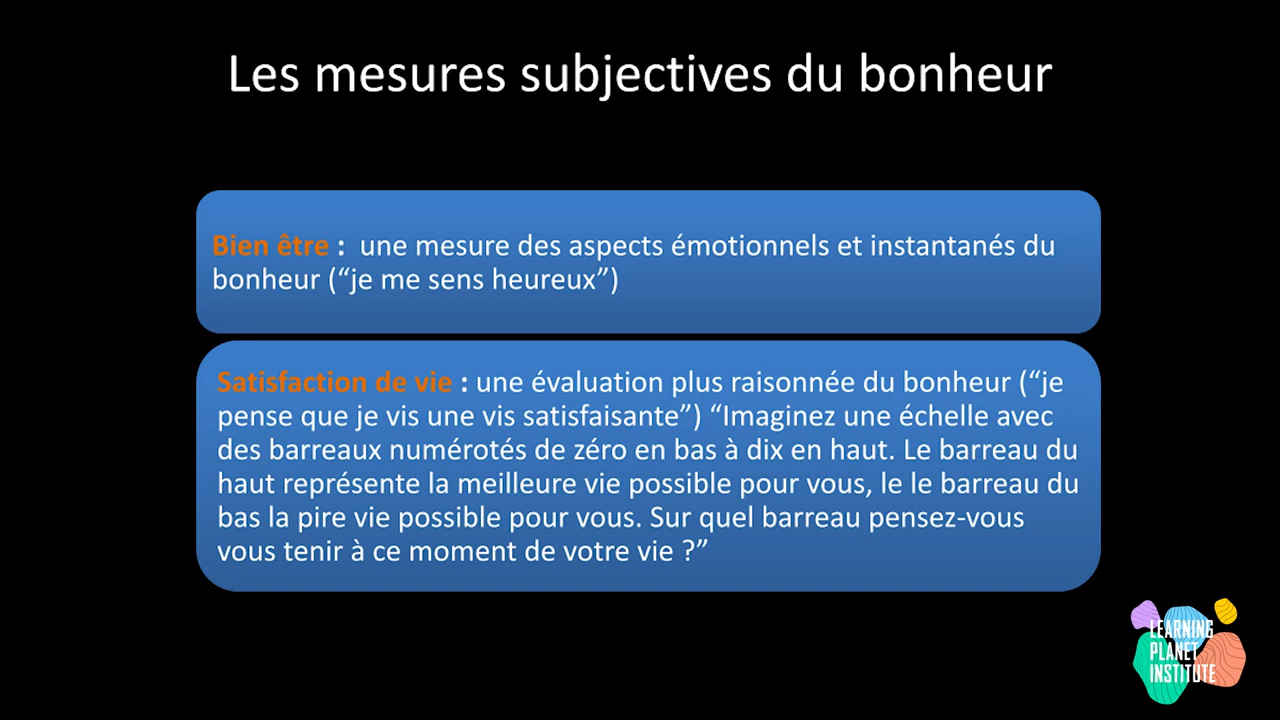 Les mesures subjectives du bonheur
Bien être :  une mesure des aspects émotionnels et instantanés du
bonheur (“je me sens heureux”)
Satisfaction de vie : une évaluation plus raisonnée du bonheur (“je
pense que je vis une vis satisfaisante”) “Imaginez une échelle avec
des barreaux numérotés de zéro en bas à dix en haut. Le barreau du
haut représente la meilleure vie possible pour vous, le le barreau du
bas la pire vie possible pour vous. Sur quel barreau pensez-vous
vous tenir à ce moment de votre vie ?”
LEARNING
PLANET
INSTITUTE